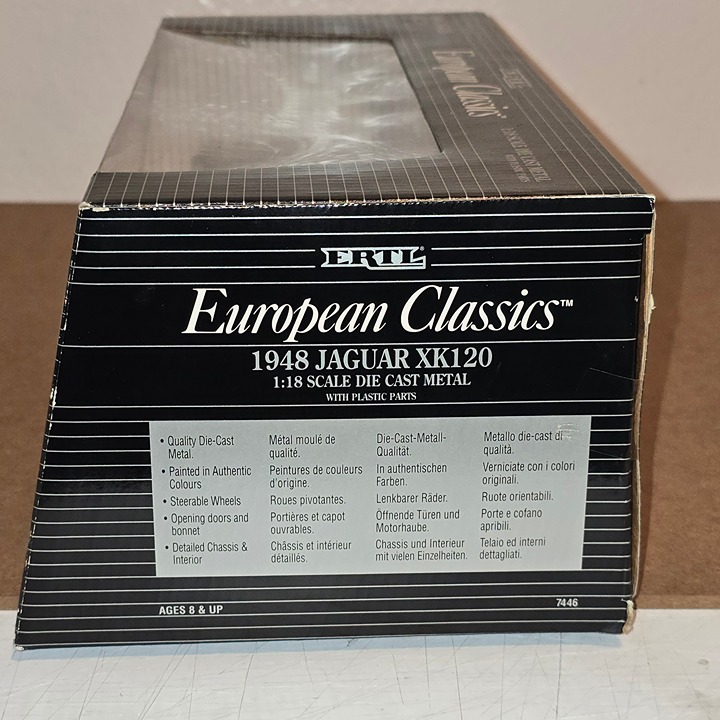 ERTL
European Classics
ERTL®
European Classics™
1948 JAGUAR XK120
1:18 SCALE DIE CAST METAL
WITH PLASTIC PARTS
• Quality Die-Cast
Metal.
• Painted in Authentic
Colours
• Steerable Wheels
• Opening doors and
bonnet
• Detailed Chassis &
Interior
Métal moulé de
qualité.
Peintures de couleurs
d'origine.
Roues pivotantes.
Portières et capot
ouvrables.
Châssis et intérieur
détaillés.
Die-Cast-Metall-
Qualität.
In authentischen
Farben.
Lenkbarer Räder.
Öffnende Türen und
Motorhaube.
Chassis und Interieur
mit vielen Einzelheiten.
Metallo die-cast di
qualità.
Verniciate con i colori
originali.
Ruote orientabili.
Porte e cofano
apribili.
Telaio ed interni
dettagliati.
AGES 8 & UP
7446